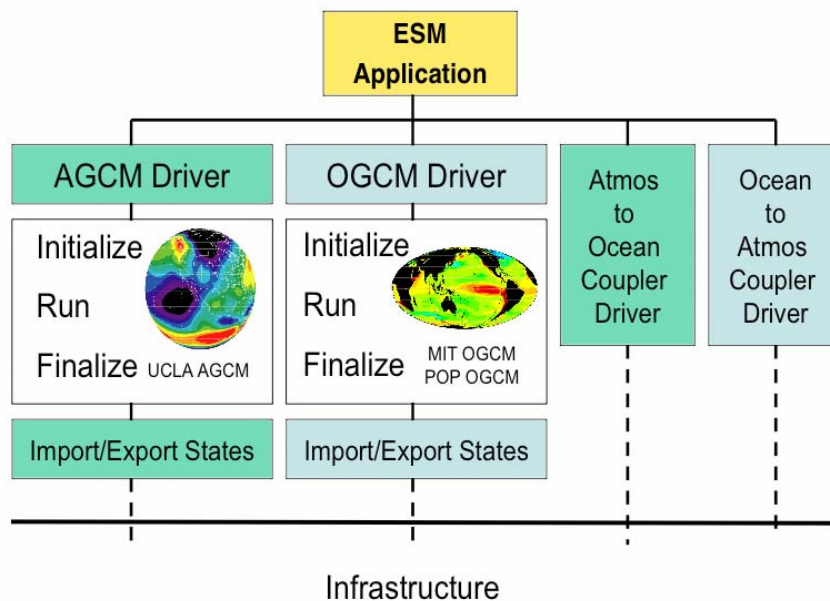 ESM
Application
AGCM Driver
Initialize
Run
Finalize
UCLA AGCM
Import/Export States
OGCM Driver
Initialize
Run
Finalize
MIT OGCM
POP OGCM
Import/Export States
Atmos
to
Ocean
Coupler
Driver
Ocean
to
Atmos
Coupler
Driver
Infrastructure